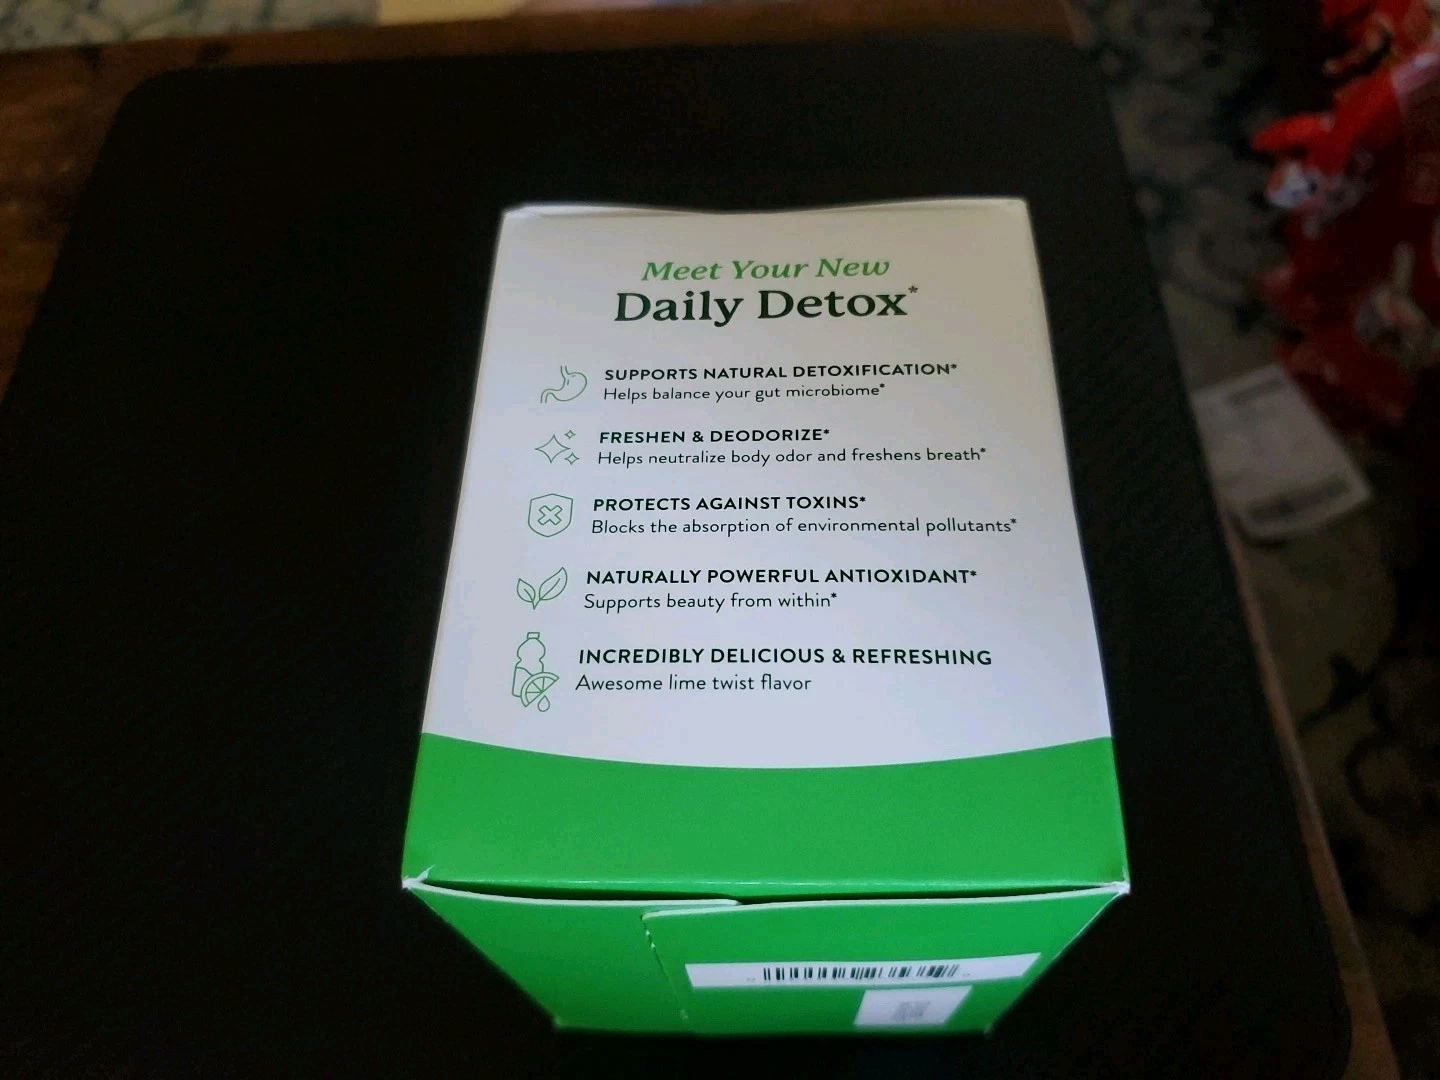 Meet Your New
Daily Detox*
SUPPORTS NATURAL DETOXIFICATION*
Helps balance your gut microbiome*
FRESHEN & DEODORIZE*
Helps neutralize body odor and freshens breath*
PROTECTS AGAINST TOXINS*
Blocks the absorption of environmental pollutants*
NATURALLY POWERFUL ANTIOXIDANT*
Supports beauty from within*
INCREDIBLY DELICIOUS & REFRESHING
Awesome lime twist flavor